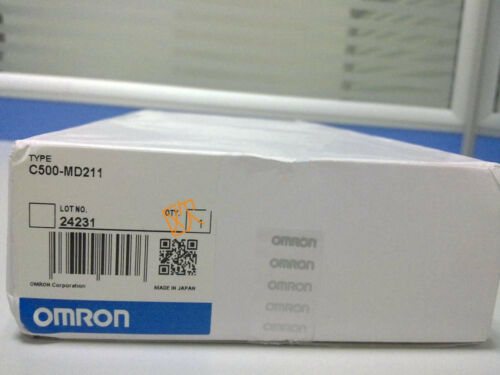 TYPE
C500-MD211
LOT NO.
24231
QTY.
1
OMRON Corporation
MADE IN JAPAN
OMRON
OMRON
OMRON
OMRON
OMRON
OMRON